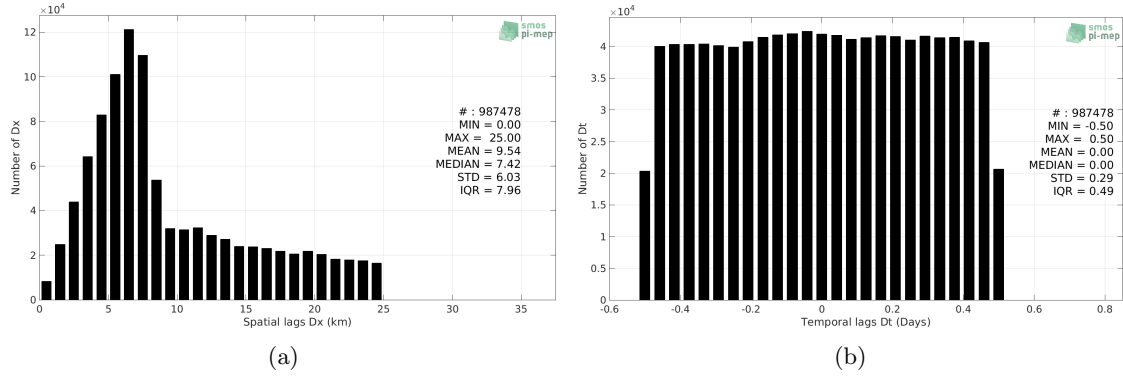 ×10⁴
12
10
8
6
4
2
0
Number of Dx
0 5 10 15 20 25 30 35
Spatial lags Dx (km)
smos
pi-mep
# : 987478
MIN = 0.00
MAX = 25.00
MEAN = 9.54
MEDIAN = 7.42
STD = 6.03
IQR = 7.96
(a)
×10⁴
4
3.5
3
2.5
2
1.5
1
0.5
0
Number of Dt
-0.6 -0.4 -0.2 0 0.2 0.4 0.6 0.8
Temporal lags Dt (Days)
smos
pi-mep
# : 987478
MIN = -0.50
MAX = 0.50
MEAN = 0.00
MEDIAN = 0.00
STD = 0.29
IQR = 0.49
(b)